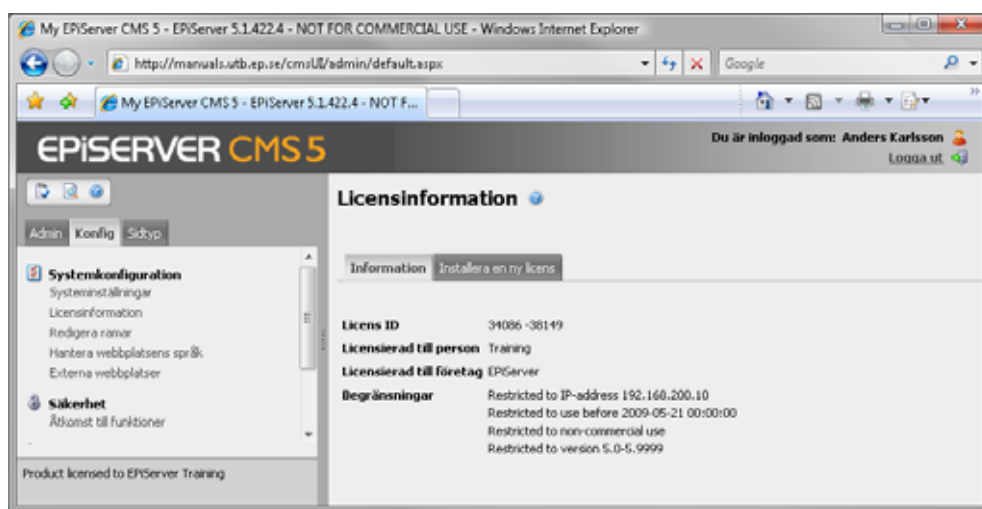 My EPiServer CMS 5 - EPiServer 5.1.422.4 - NOT FOR COMMERCIAL USE - Windows Internet Explorer
http://manuals.utb.ep.se/cmsUI/admin/default.aspx
Google
My EPiServer CMS 5 - EPiServer 5.1.422.4 - NOT F...
EPiSERVER CMS 5
Du är inloggad som: Anders Karlsson
Logga ut
Admin Konfig Sidtyp
Systemkonfiguration
Systeminställningar
Licensinformation
Redigera ramar
Hantera webbplatsens språk
Externa webbplatser
Säkerhet
Åtkomst till funktioner
Product licensed to EPiServer Training
Licensinformation
Information Installera en ny licens
Licens ID 34086 -38149
Licensierad till person Training
Licensierad till företag EPiServer
Begränsningar Restricted to IP-address 192.168.200.10
Restricted to use before 2009-05-21 00:00:00
Restricted to non-commercial use
Restricted to version 5.0-5.9999